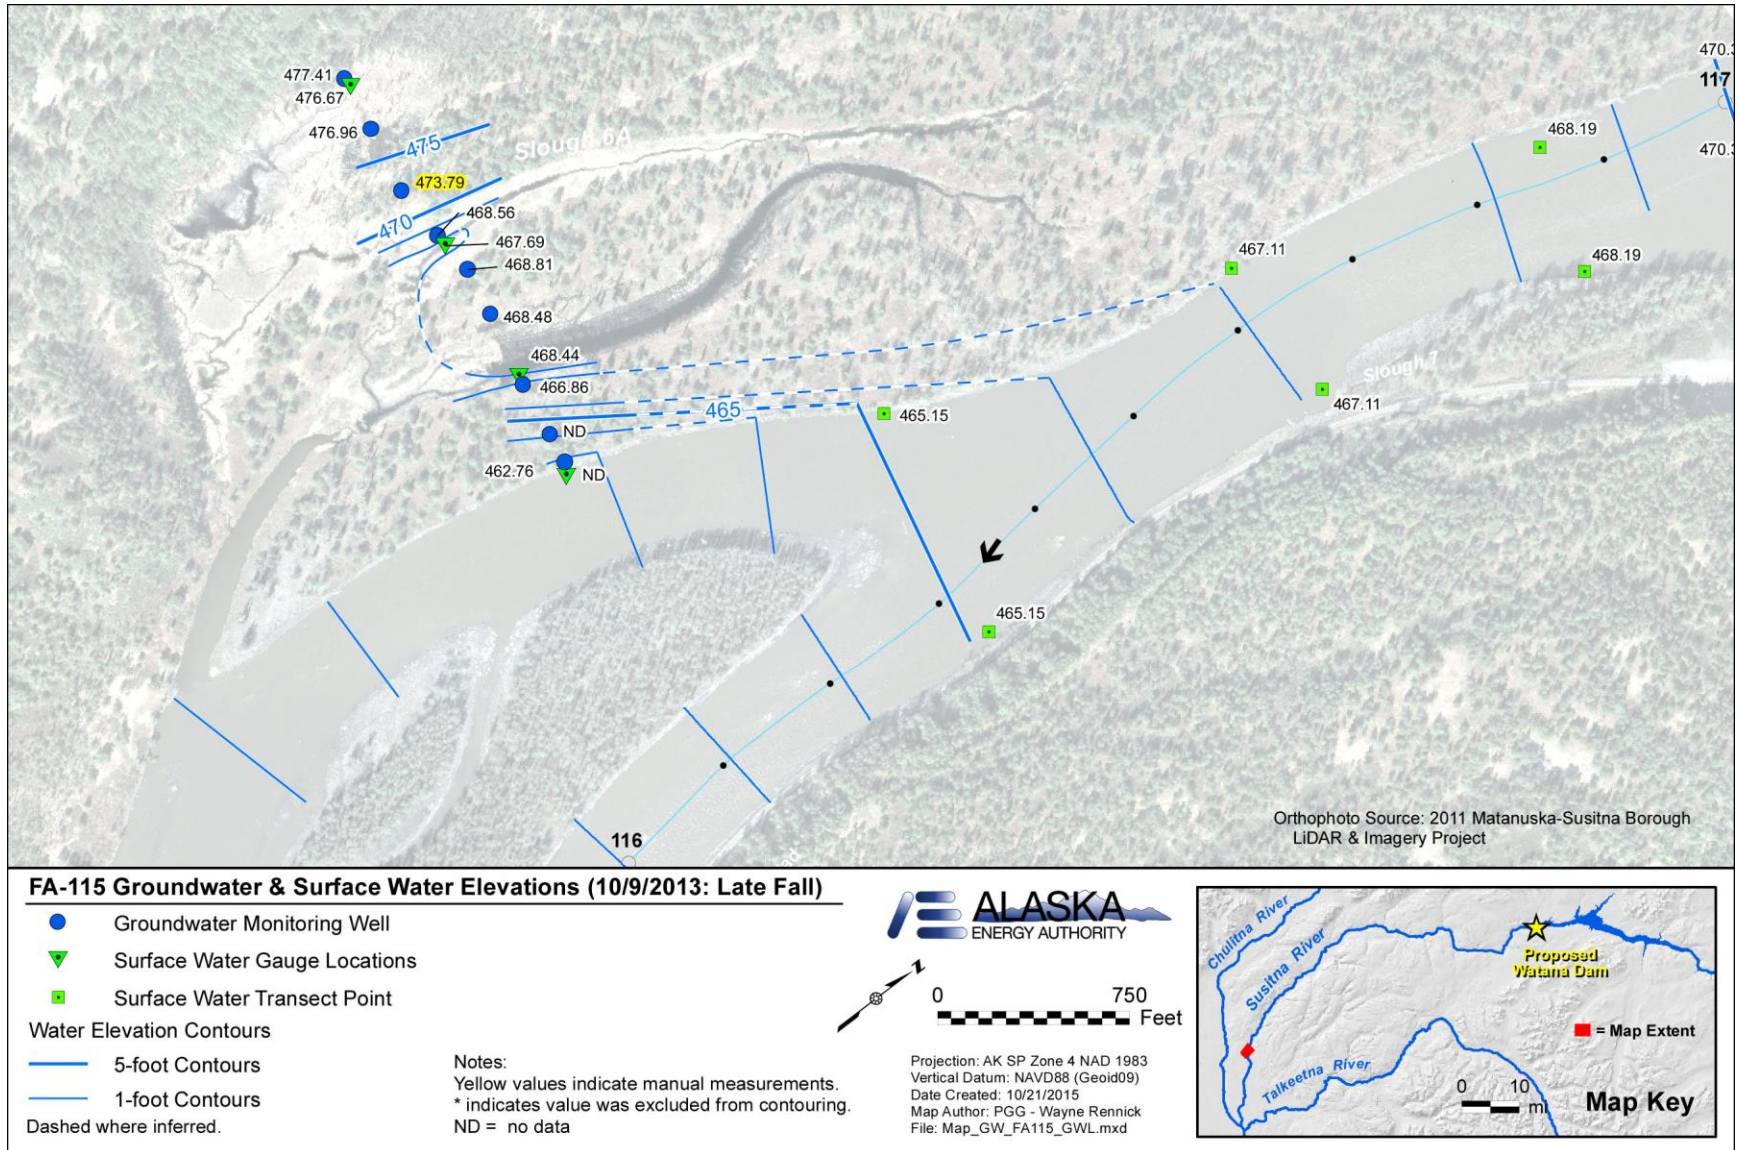 470.3
117
470.3
477.41
476.67
476.96
475
Slough 6A
468.19
473.79
470
468.56
467.69
468.81
467.11
468.19
468.48
468.44
466.86
Slough 7
467.11
465
465.15
ND
462.76
ND
465.15
116
Orthophoto Source: 2011 Matanuska-Susitna Borough
LiDAR & Imagery Project
FA-115 Groundwater & Surface Water Elevations (10/9/2013: Late Fall)
Groundwater Monitoring Well
Surface Water Gauge Locations
Surface Water Transect Point
Water Elevation Contours
5-foot Contours
1-foot Contours
Dashed where inferred.
Notes:
Yellow values indicate manual measurements.
* indicates value was excluded from contouring.
ND = no data
ALASKA
ENERGY AUTHORITY
N
0 750
Feet
Projection: AK SP Zone 4 NAD 1983
Vertical Datum: NAVD88 (Geoid09)
Date Created: 10/21/2015
Map Author: PGG - Wayne Rennick
File: Map_GW_FA115_GWL.mxd
Chulitna River
Susitna River
Proposed
Watana Dam
= Map Extent
Talkeetna River
0 10
mi
Map Key